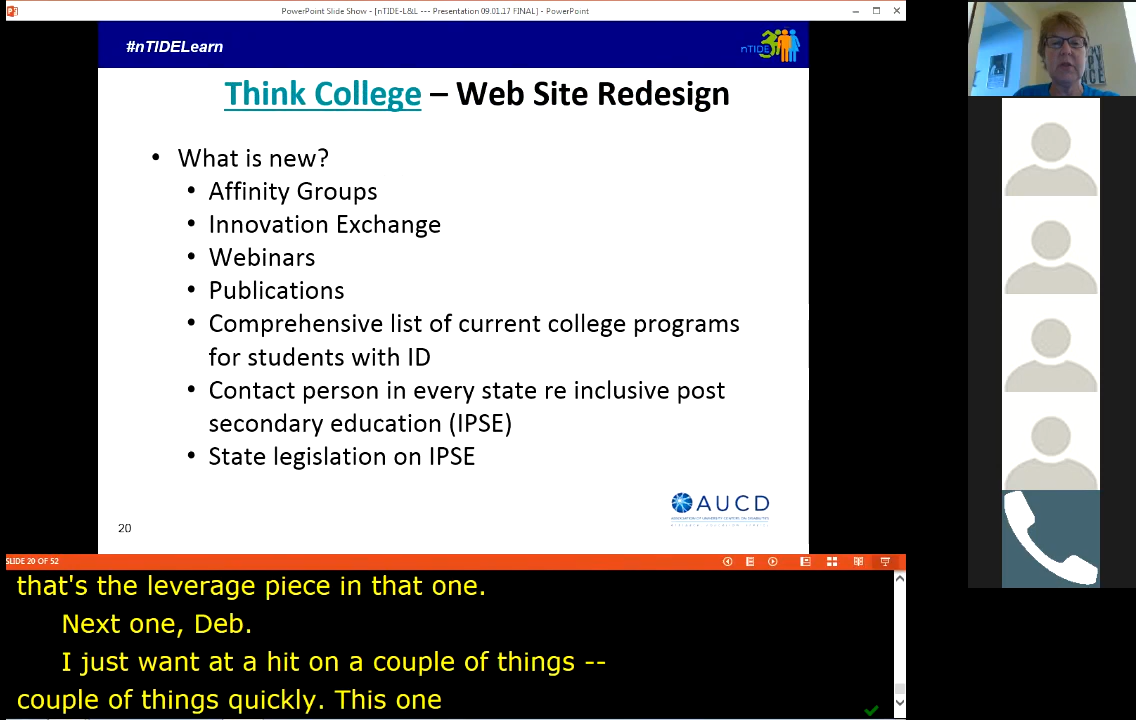 PowerPoint Slide Show - [nTIDE-L&L --- Presentation 09.01.17 FINAL] - PowerPoint
#nTIDELearn
nTIDE
Think College – Web Site Redesign
• What is new?
• Affinity Groups
• Innovation Exchange
• Webinars
• Publications
• Comprehensive list of current college programs
for students with ID
• Contact person in every state re inclusive post
secondary education (IPSE)
• State legislation on IPSE
AUCD
20
SLIDE 20 OF 52
that's the leverage piece in that one.
Next one, Deb.
I just want at a hit on a couple of things --
couple of things quickly. This one